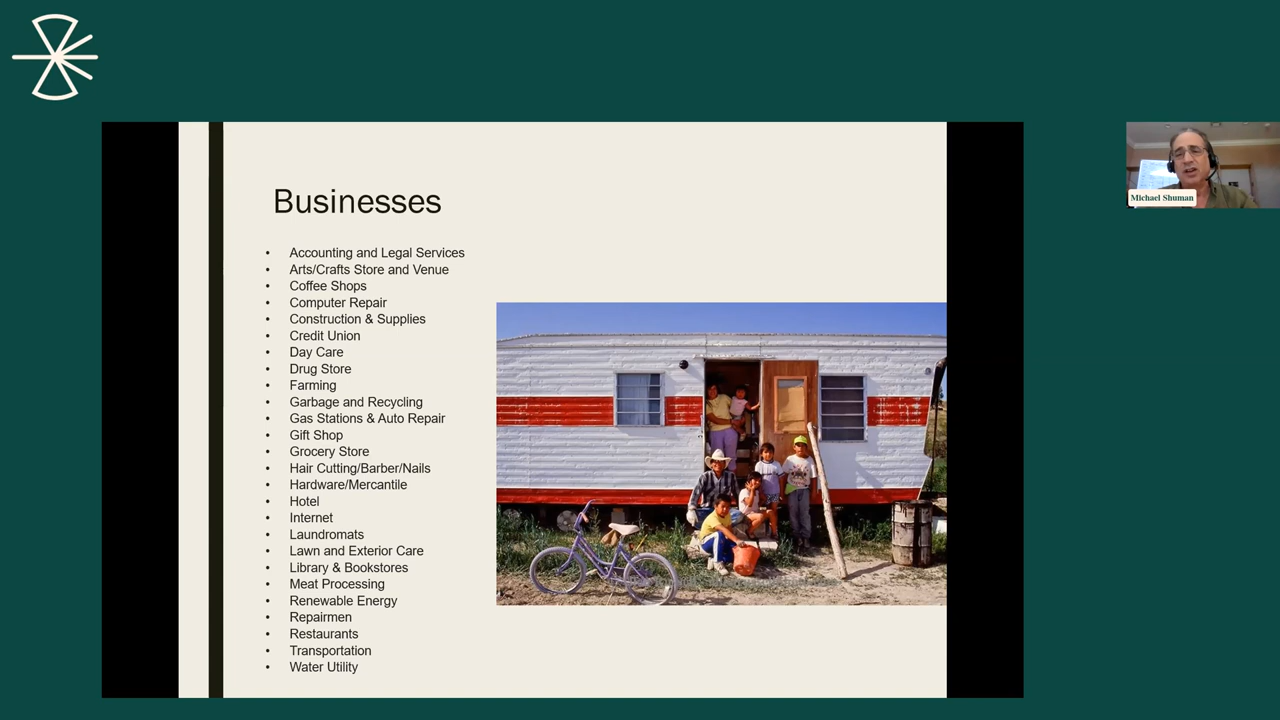 Businesses
• Accounting and Legal Services
• Arts/Crafts Store and Venue
• Coffee Shops
• Computer Repair
• Construction & Supplies
• Credit Union
• Day Care
• Drug Store
• Farming
• Garbage and Recycling
• Gas Stations & Auto Repair
• Gift Shop
• Grocery Store
• Hair Cutting/Barber/Nails
• Hardware/Mercantile
• Hotel
• Internet
• Laundromats
• Lawn and Exterior Care
• Library & Bookstores
• Meat Processing
• Renewable Energy
• Repairmen
• Restaurants
• Transportation
• Water Utility
Michael Shuman